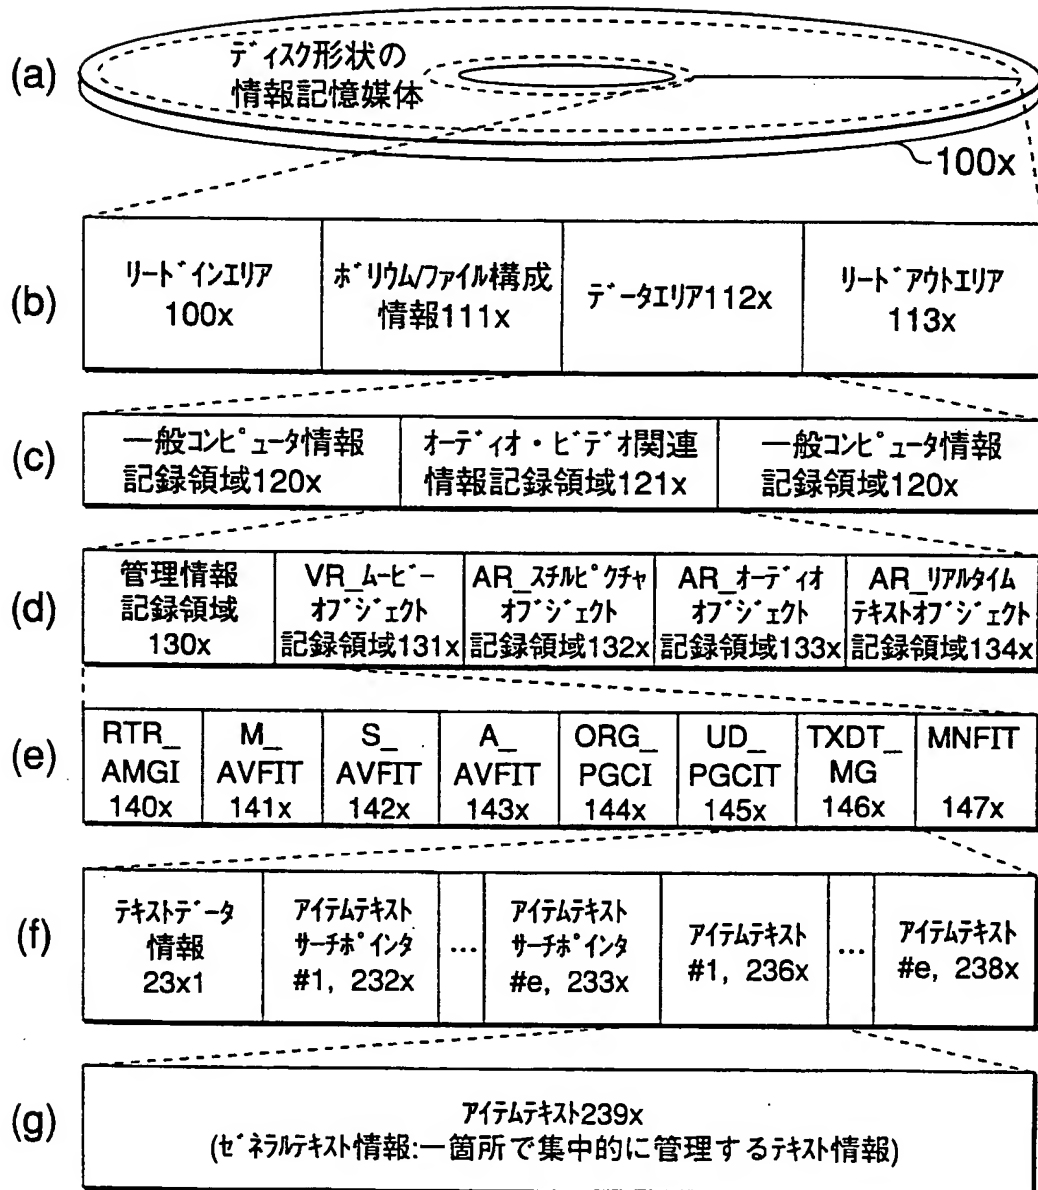 (a)
ディスク形状の
情報記憶媒体
100x
(b)
リードインエリア
100x
ボリウム/ファイル構成
情報111x
データエリア112x
リードアウトエリア
113x
(c)
一般コンピュータ情報
記録領域120x
オーディオ・ビデオ関連
情報記録領域121x
一般コンピュータ情報
記録領域120x
(d)
管理情報
記録領域
130x
VR_ムービー
オブジェクト
記録領域131x
AR_スチルピクチャ
オブジェクト
記録領域132x
AR_オーディオ
オブジェクト
記録領域133x
AR_リアルタイム
テキストオブジェクト
記録領域134x
(e)
RTR_
AMGI
140x
M_
AVFIT
141x
S_
AVFIT
142x
A_
AVFIT
143x
ORG_
PGCI
144x
UD_
PGCIT
145x
TXDT_
MG
146x
MNFIT
147x
(f)
テキストデータ
情報
23x1
アイテムテキスト
サーチポインタ
#1, 232x
...
アイテムテキスト
サーチポインタ
#e, 233x
アイテムテキスト
#1, 236x
...
アイテムテキスト
#e, 238x
(g)
アイテムテキスト239x
(ゼネラルテキスト情報:一箇所で集中的に管理するテキスト情報)